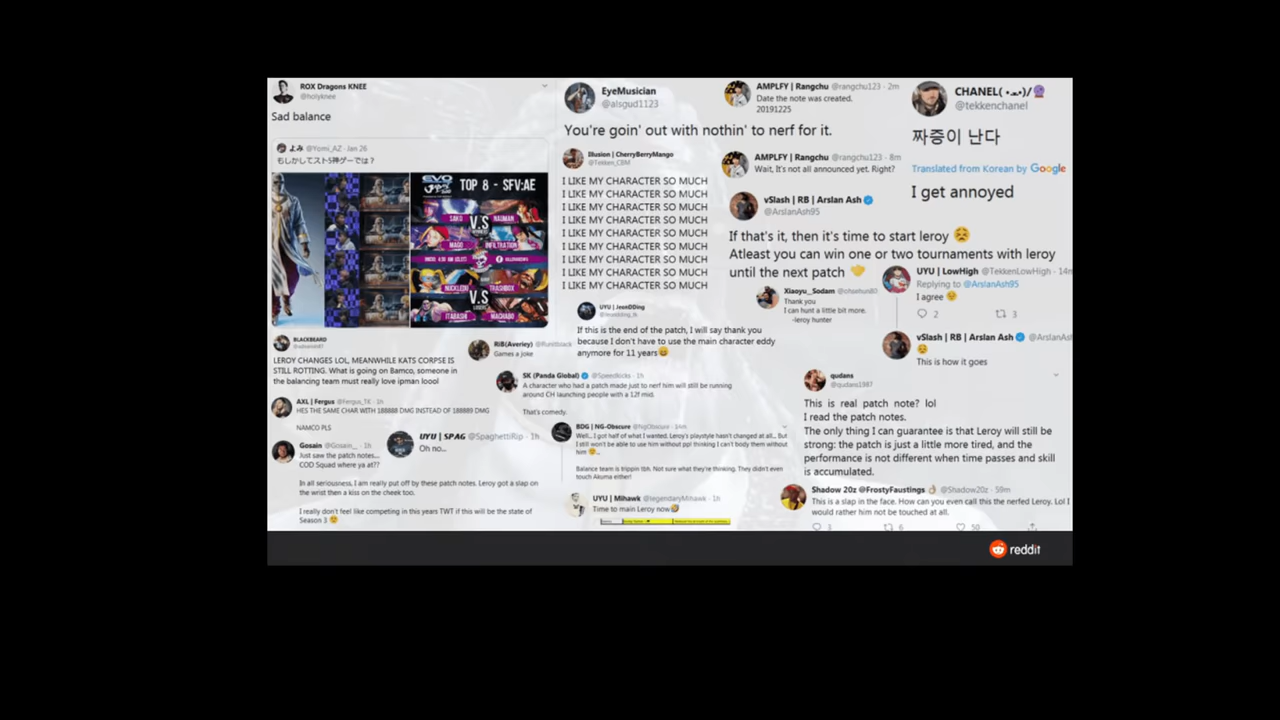 ROX Dragons KNEE
@holyknee
Sad balance
よみ @Yomi_AZ · Jan 26
もしかしてスト5神ゲーでは？
EVO
JAPAN
TOP 8 - SFV:AE
SAKO
V.S
NAUMAN
MAGO
INFILTRATION
NUCKLEDU
V.S
TRASHBOX
ITABASHI
MACHABO
BLACKBEARD
LEROY CHANGES LOL, MEANWHILE KATS CORPSE IS
STILL ROTTING. What is going on Bamco, someone in
the balancing team must really love ipman loool
RiB(Averiey) @Runitblack
Games a joke
AXL | Fergus @Fergus_TK · 1h
HES THE SAME CHAR WITH 188888 DMG INSTEAD OF 188889 DMG
NAMCO PLS
Gosain @Gosain_ · 1h
Just saw the patch notes...
COD Squad where ya at??
In all seriousness, I am really put off by these patch notes. Leroy got a slap on
the wrist then a kiss on the cheek too.
I really don't feel like competing in this years TWT if this will be the state of
Season 3 😢
UYU | SPAG @SpaghettiRip · 1h
Oh no...
EyeMusician
@alsgud1123
You're goin' out with nothin' to nerf for it.
Illusion | CherryBerryMango
@Tekken_CBM
I LIKE MY CHARACTER SO MUCH
I LIKE MY CHARACTER SO MUCH
I LIKE MY CHARACTER SO MUCH
I LIKE MY CHARACTER SO MUCH
I LIKE MY CHARACTER SO MUCH
I LIKE MY CHARACTER SO MUCH
I LIKE MY CHARACTER SO MUCH
I LIKE MY CHARACTER SO MUCH
I LIKE MY CHARACTER SO MUCH
UYU | JeonDDing
@jeondding_tk
If this is the end of the patch, I will say thank you
because I don't have to use the main character eddy
anymore for 11 years😄
SK (Panda Global) @Speedkicks · 1h
A character who had a patch made just to nerf him will still be running
around CH launching people with a 12f mid.
That's comedy.
BDG | NG-Obscure @NgObscure · 14m
Well... I got half of what I wanted. Leroy's playstyle hasn't changed at all... But
I still won't be able to use him without ppl thinking I can't body them without
him 😢..
Balance team is trippin tbh. Not sure what they're thinking. They didn't even
touch Akuma either!
UYU | Mihawk @legendaryMihawk · 1h
Time to main Leroy now🤣
AMPLFY | Rangchu @rangchu123 · 2m
Date the note was created.
20191225
AMPLFY | Rangchu @rangchu123 · 8m
Wait, It's not all announced yet. Right?
vSlash | RB | Arslan Ash
@ArslanAsh95
If that's it, then it's time to start leroy 😣
Atleast you can win one or two tournaments with leroy
until the next patch 🤝
Xiaoyu_Sodam @ohsehun80
Thank you
I can hunt a little bit more.
-leroy hunter
CHANEL( •⌄•)/🔮
@tekkenchanel
짜증이 난다
Translated from Korean by Google
I get annoyed
UYU | LowHigh @TekkenLowHigh · 14m
Replying to @ArslanAsh95
I agree 😉
2
3
vSlash | RB | Arslan Ash @ArslanAsh
😣
This is how it goes
qudans
@qudans1987
This is real patch note? lol
I read the patch notes.
The only thing I can guarantee is that Leroy will still be
strong: the patch is just a little more tired, and the
performance is not different when time passes and skill
is accumulated.
Shadow 20z @FrostyFaustings 👌 @Shadow20z · 59m
This is a slap in the face. How can you even call this the nerfed Leroy. Lol I
would rather him not be touched at all.
3
6
50
reddit